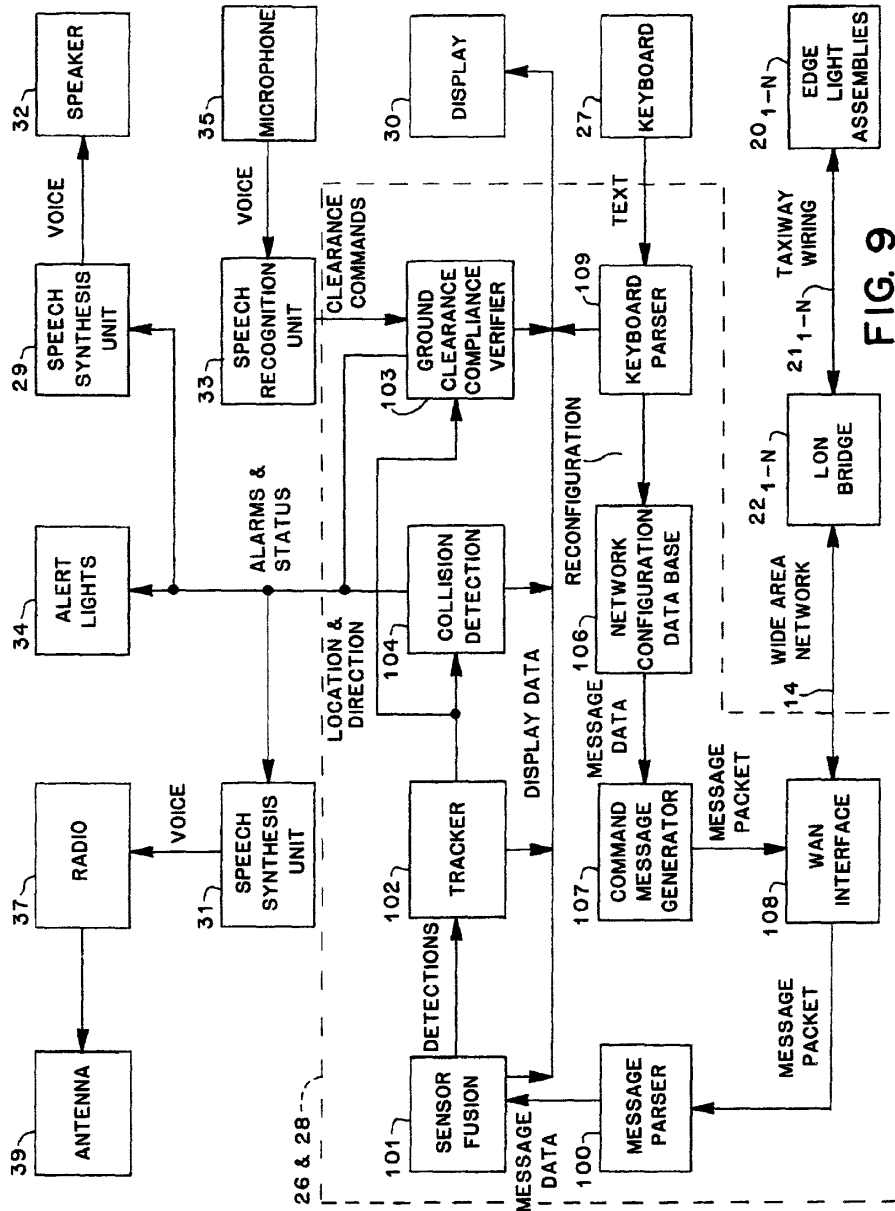 39
ANTENNA
37
RADIO
VOICE
31
SPEECH
SYNTHESIS
UNIT
34
ALERT
LIGHTS
ALARMS &
STATUS
29
SPEECH
SYNTHESIS
UNIT
VOICE
32
SPEAKER
33
SPEECH
RECOGNITION
UNIT
VOICE
35
MICROPHONE
CLEARANCE
COMMANDS
26 & 28
101
SENSOR
FUSION
DETECTIONS
102
TRACKER
LOCATION &
DIRECTION
104
COLLISION
DETECTION
103
GROUND
CLEARANCE
COMPLIANCE
VERIFIER
30
DISPLAY
DISPLAY DATA
MESSAGE
DATA
100
MESSAGE
PARSER
107
COMMAND
MESSAGE
GENERATOR
MESSAGE
DATA
106
NETWORK
CONFIGURATION
DATA BASE
RECONFIGURATION
109
KEYBOARD
PARSER
TEXT
27
KEYBOARD
MESSAGE
PACKET
MESSAGE
PACKET
108
WAN
INTERFACE
14
WIDE AREA
NETWORK
22 1-N
LON
BRIDGE
21 1-N
TAXIWAY
WIRING
20 1-N
EDGE
LIGHT
ASSEMBLIES
FIG. 9